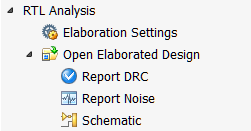 RTL Analysis
Elaboration Settings
Open Elaborated Design
Report DRC
Report Noise
Schematic